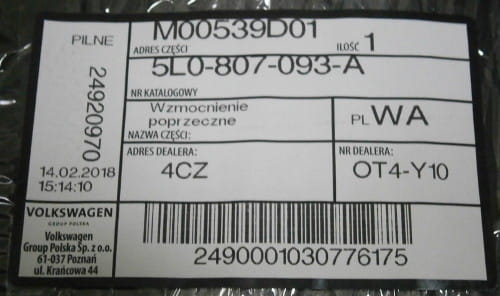 PILNE
M00539D01
ADRES CZĘŚCI
ILOŚĆ 1
5L0-807-093-A
NR KATALOGOWY
Wzmocnienie
poprzeczne
NAZWA CZĘŚCI:
PL WA
24920970
14.02.2018
15:14:10
ADRES DEALERA:
4CZ
NR DEALERA:
OT4-Y10
VOLKSWAGEN
GROUP POLSKA
Volkswagen
Group Polska Sp. z o.o.
61-037 Poznań
ul. Krańcowa 44
2490001030776175